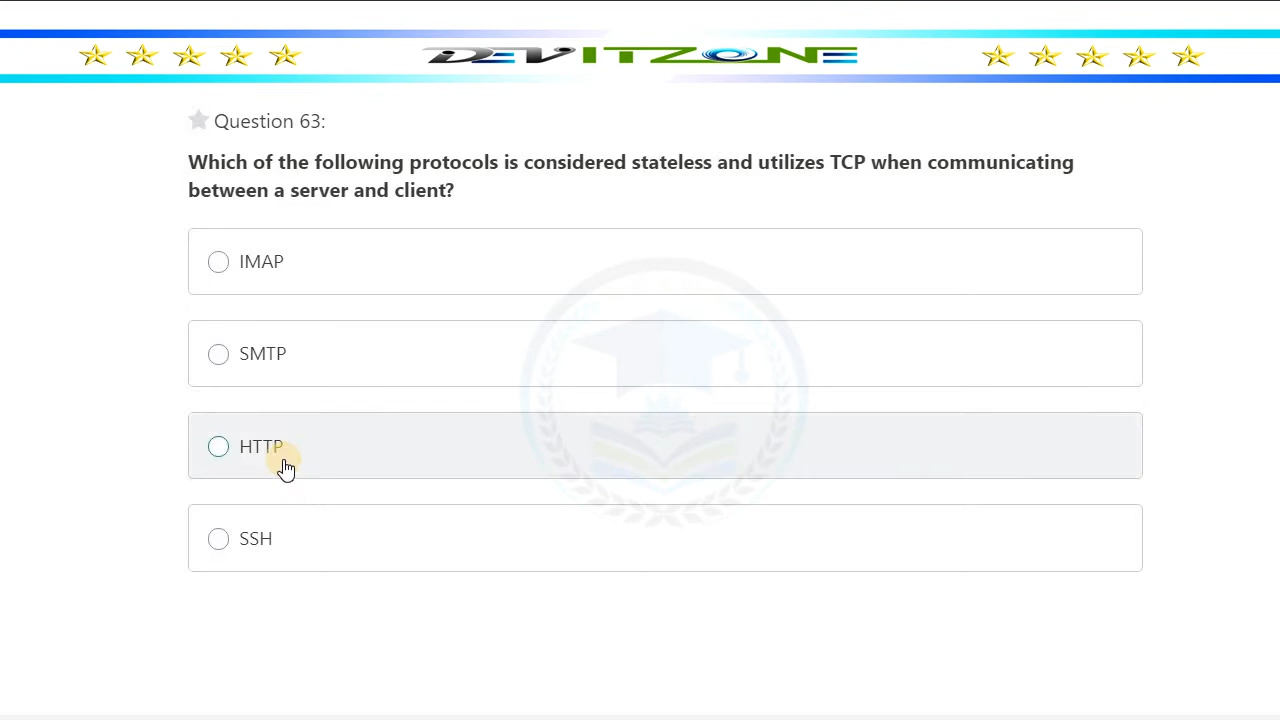 DEVITZONE
Question 63:
Which of the following protocols is considered stateless and utilizes TCP when communicating
between a server and client?
IMAP
SMTP
HTTP
SSH